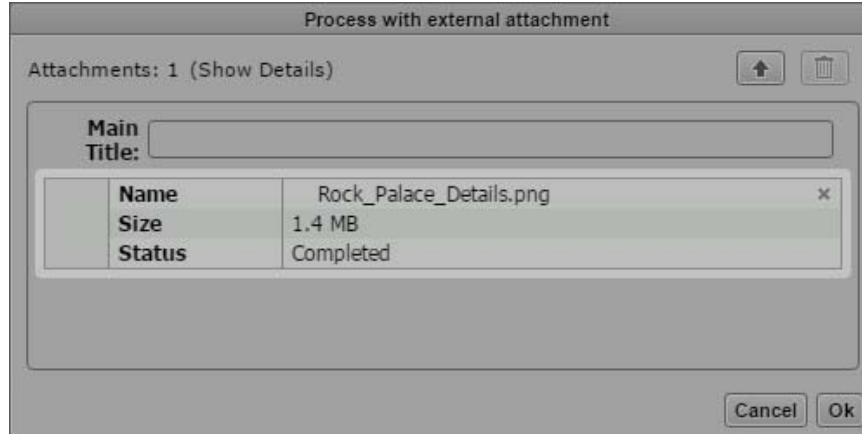 Process with external attachment
Attachments: 1 (Show Details)
Main
Title:
Name Rock_Palace_Details.png
Size 1.4 MB
Status Completed
Cancel Ok